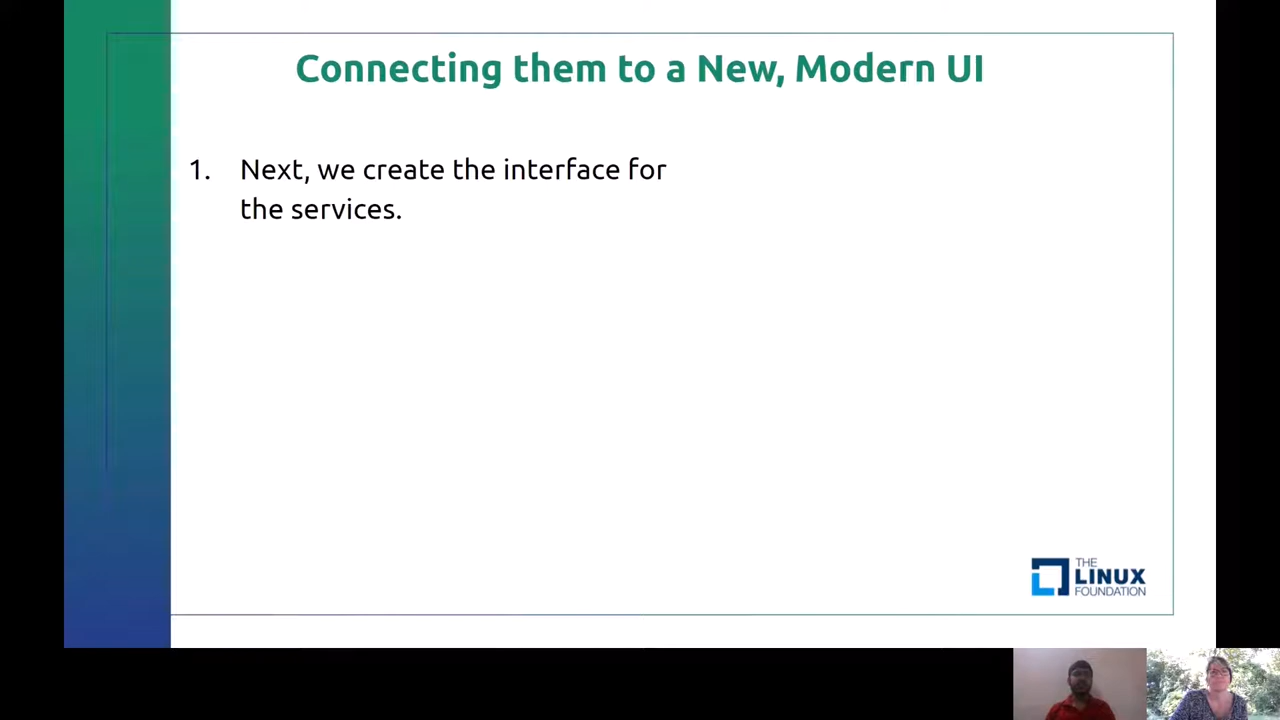 Connecting them to a New, Modern UI
1. Next, we create the interface for
the services.
THE
LINUX
FOUNDATION